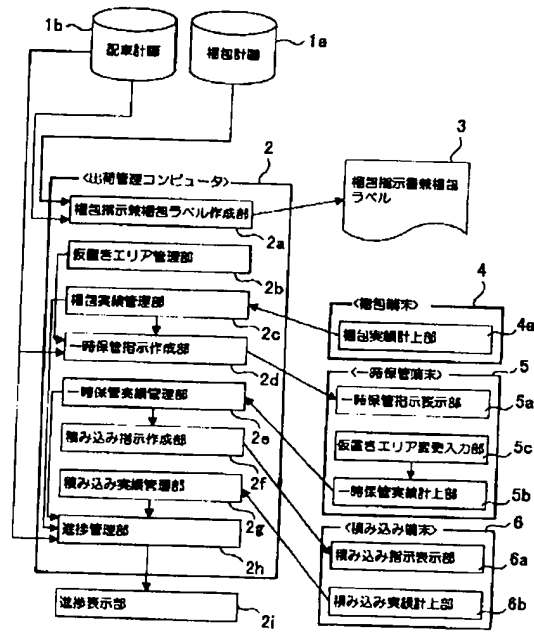 1b
配車計画
梱包計画
1a
<出荷管理コンピュータ>
2
3
梱包指示書兼梱包
ラベル
梱包指示兼梱包ラベル作成部
2a
仮置きエリア管理部
2b
<梱包端末>
4
梱包実績管理部
2c
梱包実績計上部
4a
一時保管指示作成部
2d
<一時保管端末>
5
一時保管指示表示部
5a
一時保管実績管理部
2e
仮置きエリア変更入力部
5c
積み込み指示作成部
2f
一時保管実績計上部
5b
積み込み実績管理部
2g
<積み込み端末>
6
進捗管理部
2h
積み込み指示表示部
6a
進捗表示部
2i
積み込み実績計上部
6b